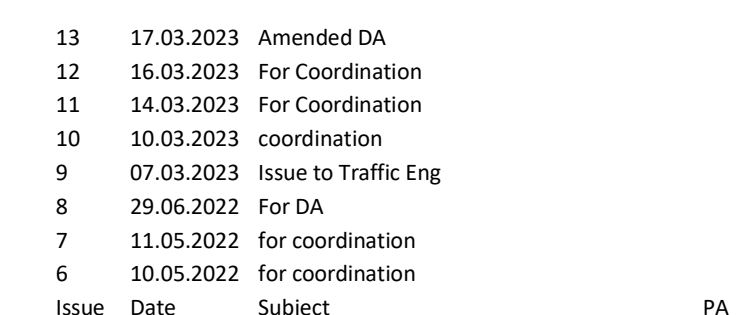 13 17.03.2023 Amended DA
12 16.03.2023 For Coordination
11 14.03.2023 For Coordination
10 10.03.2023 coordination
9 07.03.2023 Issue to Traffic Eng
8 29.06.2022 For DA
7 11.05.2022 for coordination
6 10.05.2022 for coordination
Issue Date Subject PA